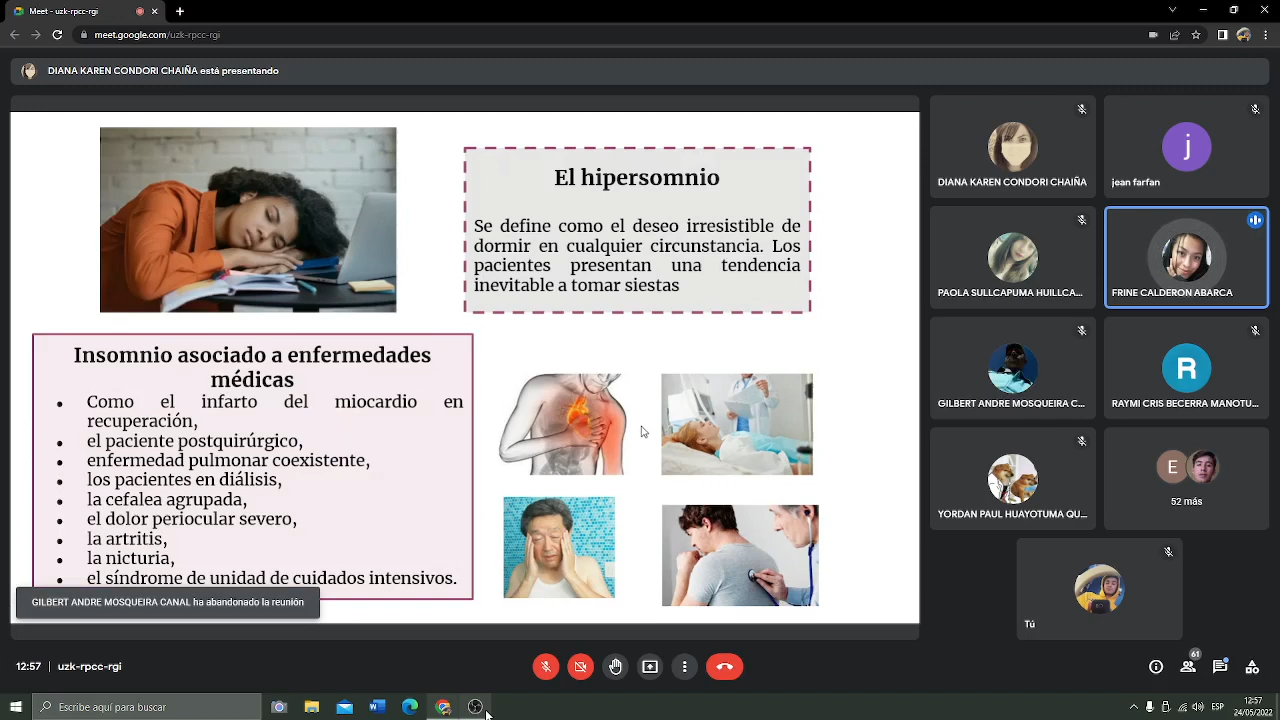 Meet - uzk-rpcc-rgi
meet.google.com/uzk-rpcc-rgi
DIANA KAREN CONDORI CHAIÑA (presentando)
El hipersomnio
Se define como el deseo irresistible de
dormir en cualquier circunstancia. Los
pacientes presentan una tendencia
inevitable a tomar siestas
Insomnio asociado a enfermedades
médicas
• Como el infarto del miocardio en
recuperación,
• el paciente postquirúrgico,
• enfermedad pulmonar coexistente,
• los pacientes en diálisis,
• la cefalea agrupada,
• el dolor periocular severo,
• la artritis,
• la nicturia,
• el síndrome de unidad de cuidados intensivos.
GILBERT ANDRE MOSQUEIRA CANAL ha abandonado la reunión
DIANA KAREN CONDORI CHAIÑA
j
jean farfan
PAOLA SULLCAPUMA HUILLCA...
FRINE CALDERON ABARCA
GILBERT ANDRE MOSQUEIRA C...
R
RAYMI CRIS BECERRA MANOTU...
YORDAN PAUL HUAYOTUMA QU...
E
52 más
Tú
12:57 | uzk-rpcc-rgi
61
Escribe aquí para buscar
W
ESP
12:57
24/05/2022